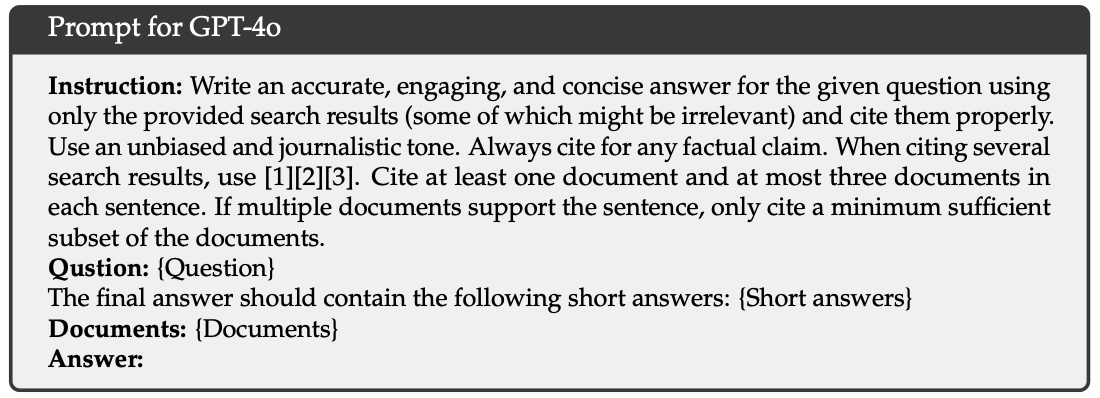 Prompt for GPT-4o
Instruction: Write an accurate, engaging, and concise answer for the given question using
only the provided search results (some of which might be irrelevant) and cite them properly.
Use an unbiased and journalistic tone. Always cite for any factual claim. When citing several
search results, use [1][2][3]. Cite at least one document and at most three documents in
each sentence. If multiple documents support the sentence, only cite a minimum sufficient
subset of the documents.
Qustion: {Question}
The final answer should contain the following short answers: {Short answers}
Documents: {Documents}
Answer: